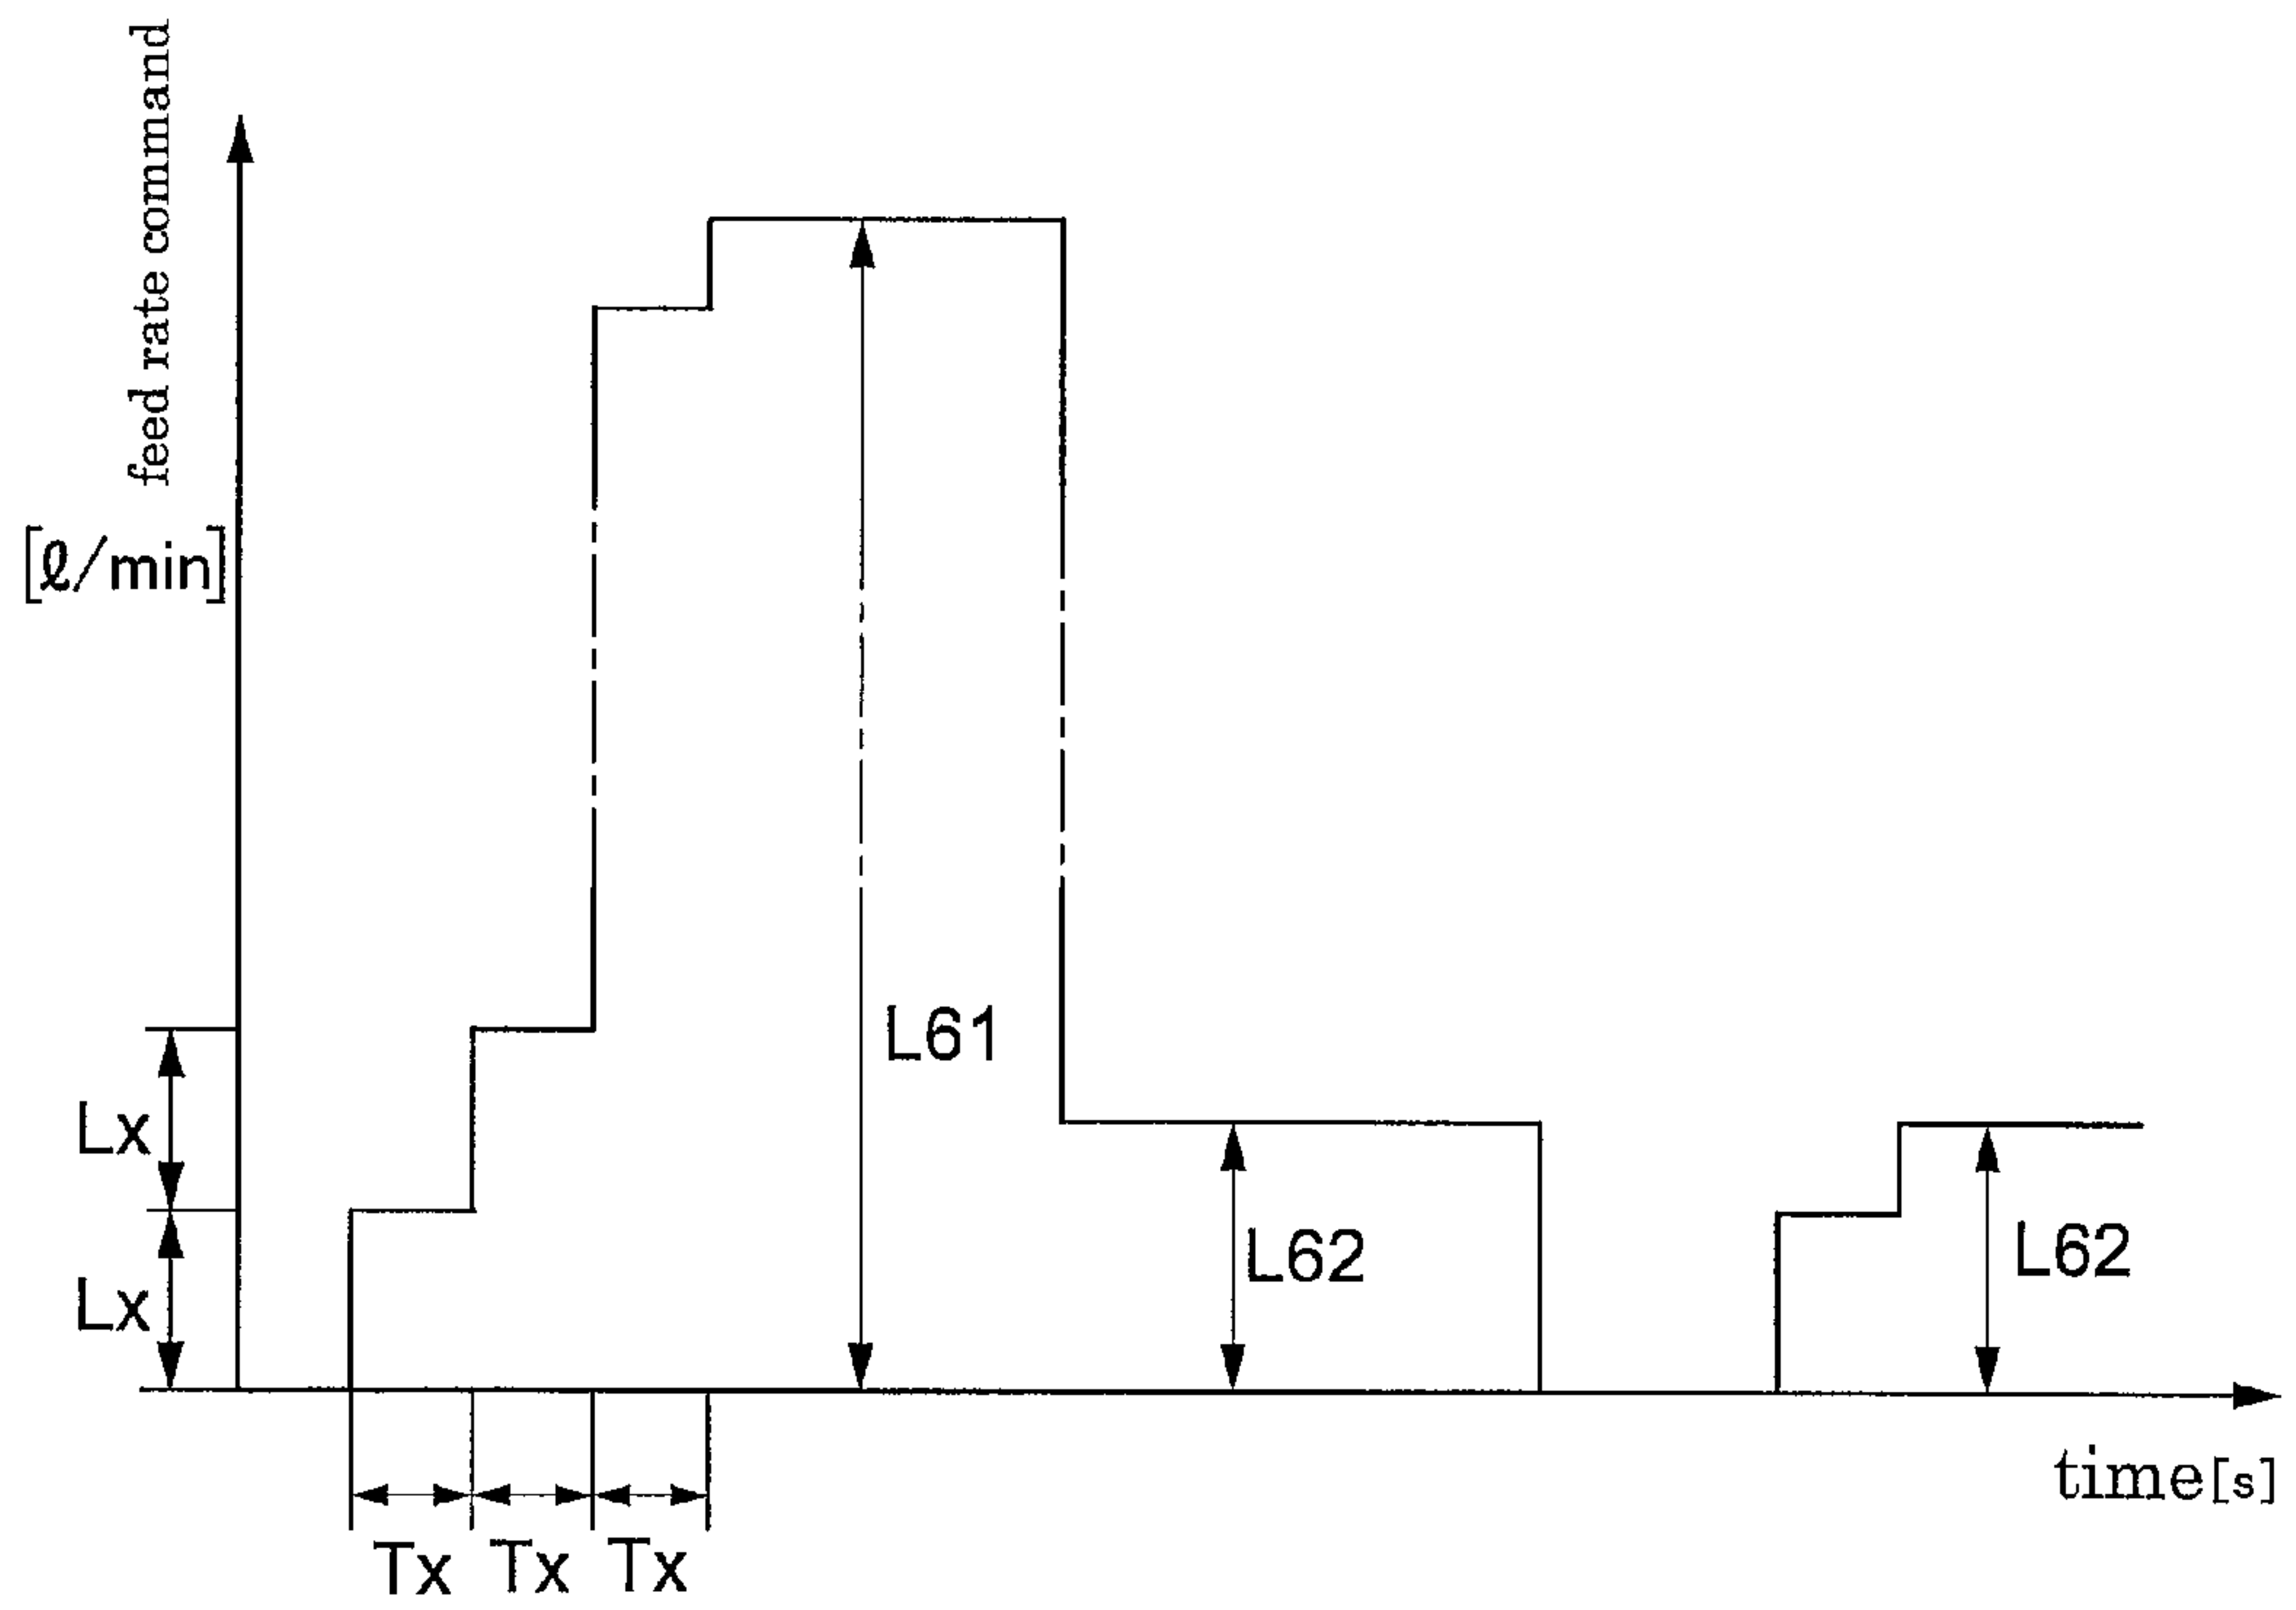 feed rate command
[ℓ/min]
L61
Lx
L62
L62
Lx
time[s]
Tx Tx Tx